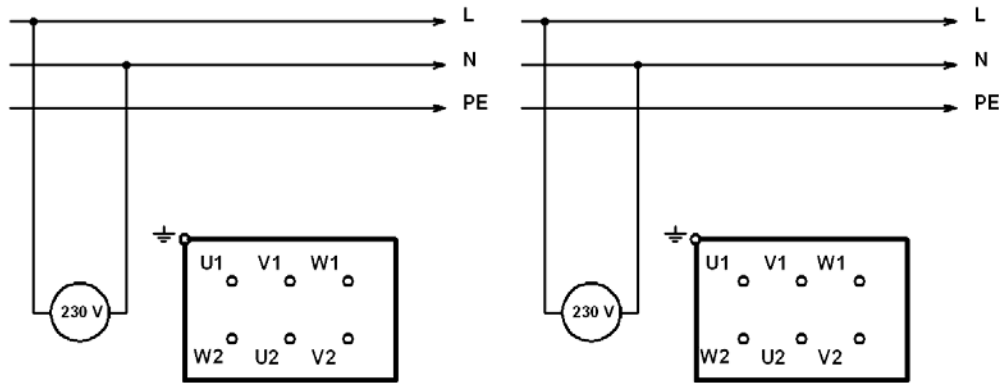 L L
N N
PE PE
U1 V1 W1 U1 V1 W1
230 V 230 V
W2 U2 V2 W2 U2 V2